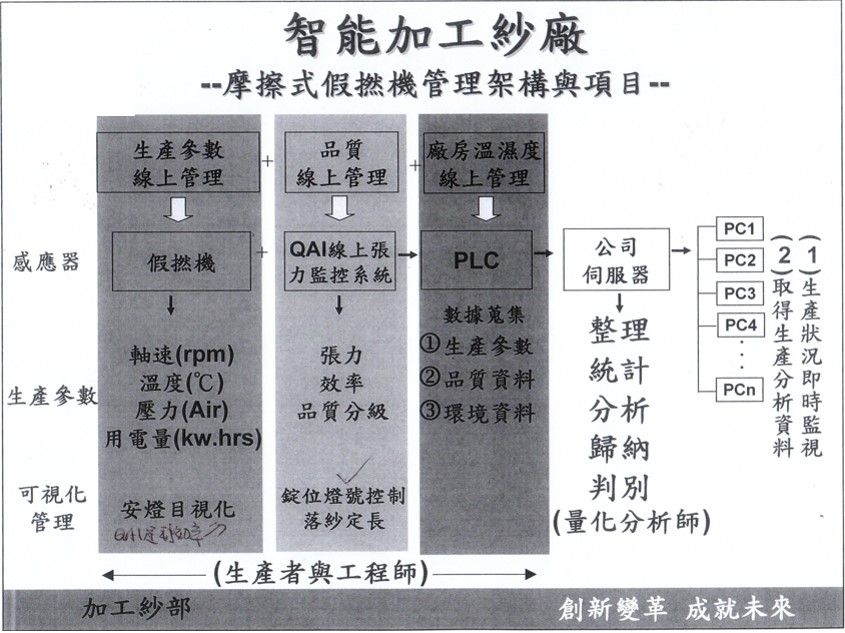 智能加工紗廠
--摩擦式假撚機管理架構與項目--
生產參數
線上管理
+
品質
線上管理
+
廠房溫濕度
線上管理
感應器
假撚機
+
QAI線上張
力監控系統
PLC
公司
伺服器
PC1
PC2
PC3
PC4
PCn
(1)生產狀況即時監視
(2)取得生產分析資料
數據蒐集
①生產參數
②品質資料
③環境資料
整理
統計
分析
歸納
判別
(量化分析師)
生產參數
軸速(rpm)
溫度(℃)
壓力(Air)
用電量(kw.hrs)
張力
效率
品質分級
可視化
管理
安燈目視化
錠位燈號控制
落紗定長
(生產者與工程師)
加工紗部
創新變革 成就未來